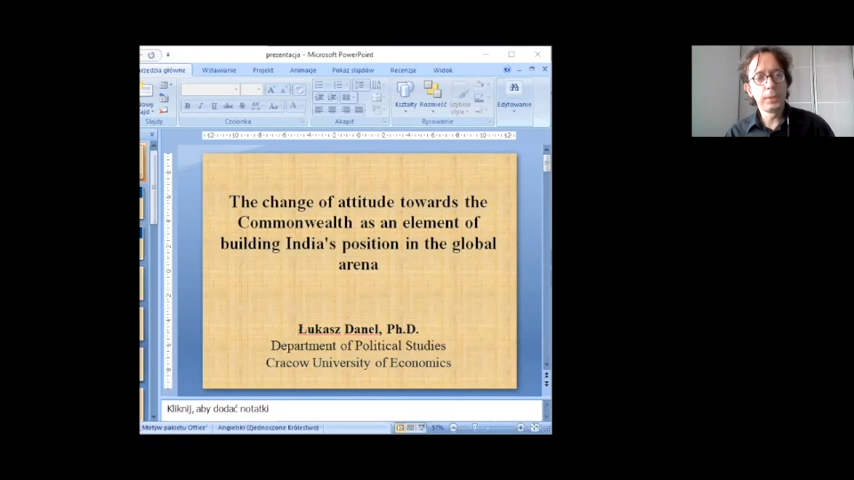 prezentacja - Microsoft PowerPoint
Wstawianie Projekt Animacje Pokaz slajdów Recenzja Widok
Kształty Rozmieść Szybkie style Edytowanie
Slajdy Czcionka Akapit Rysowanie
The change of attitude towards the
Commonwealth as an element of
building India's position in the global
arena
Łukasz Danel, Ph.D.
Department of Political Studies
Cracow University of Economics
Kliknij, aby dodać notatki
„Motyw pakietu Office” Angielski (Zjednoczone Królestwo) 57%